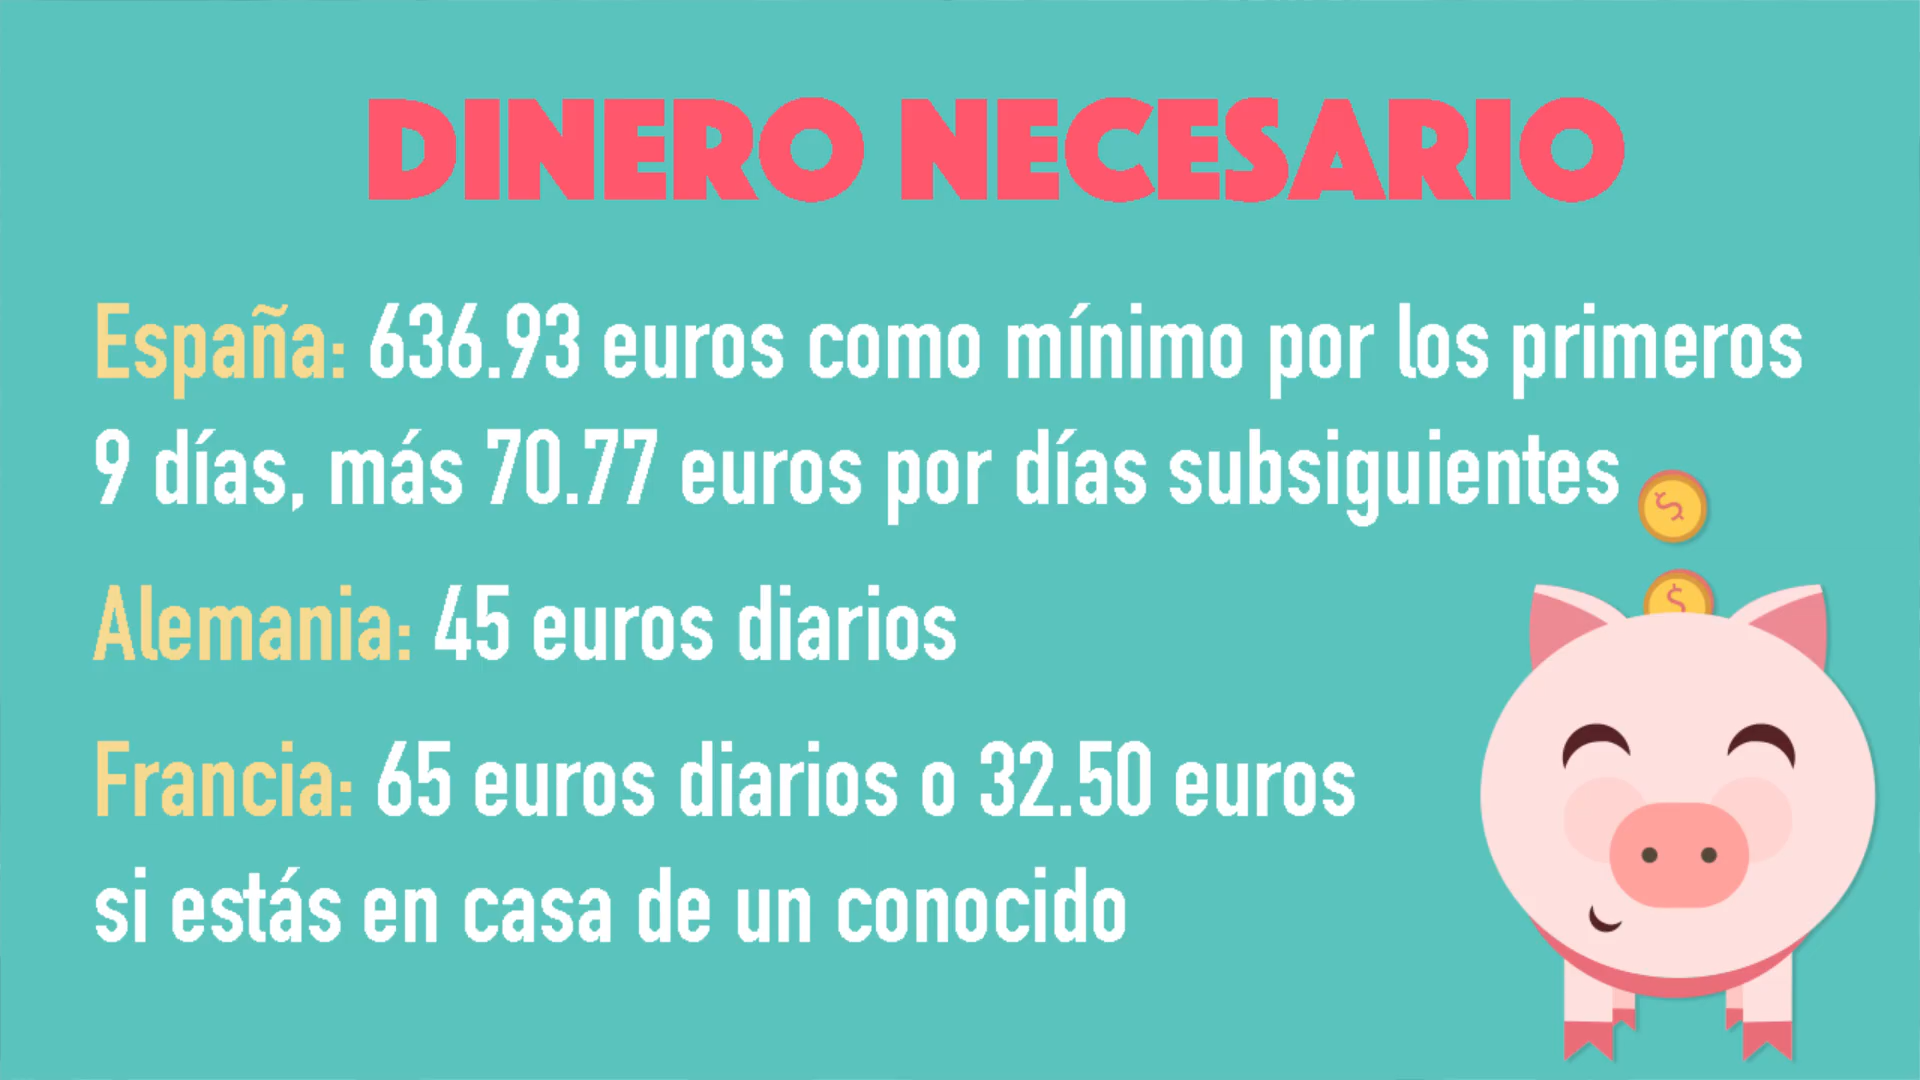 DINERO NECESARIO
España: 636.93 euros como mínimo por los primeros
9 días, más 70.77 euros por días subsiguientes
Alemania: 45 euros diarios
Francia: 65 euros diarios o 32.50 euros
si estás en casa de un conocido
$
$